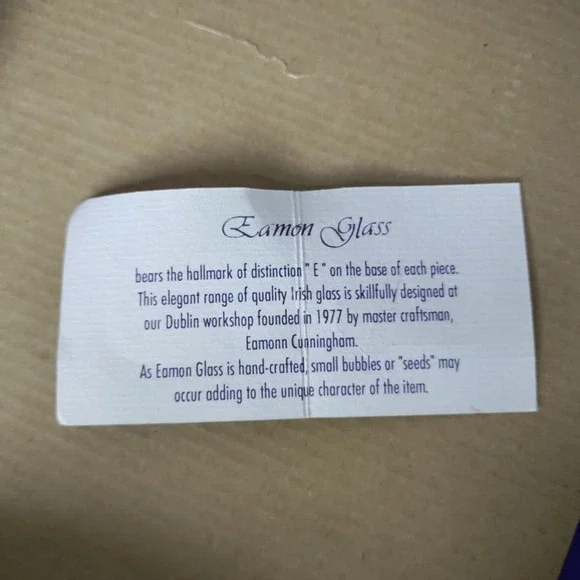 Eamon Glass
bears the hallmark of distinction " E " on the base of each piece.
This elegant range of quality Irish glass is skillfully designed at
our Dublin workshop founded in 1977 by master craftsman,
Eamonn Cunningham.
As Eamon Glass is hand-crafted, small bubbles or "seeds" may
occur adding to the unique character of the item.